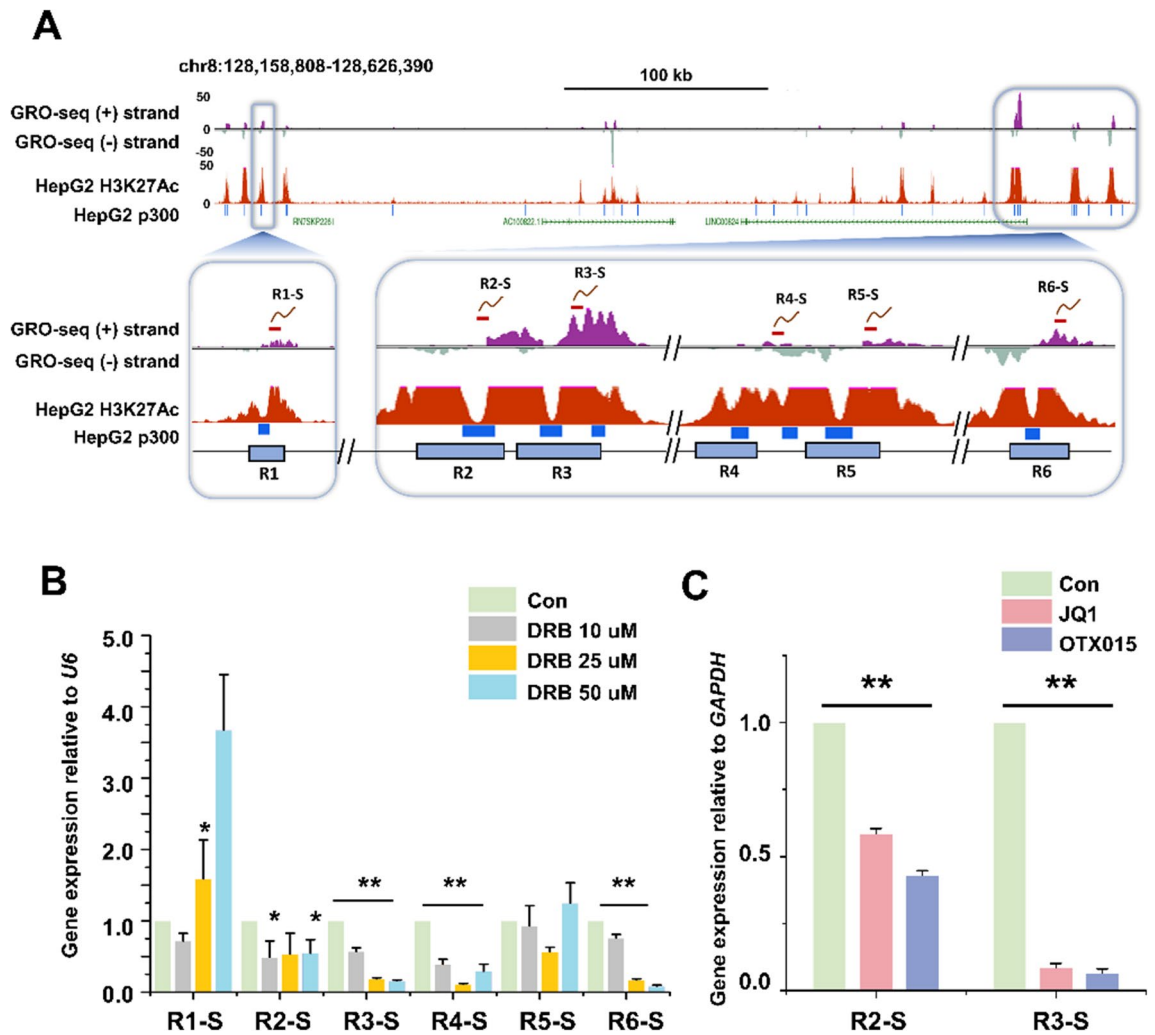 A
chr8:128,158,808-128,626,390
100 kb
50
GRO-seq (+) strand
0
GRO-seq (-) strand
-50
50
HepG2 H3K27Ac
0
HepG2 p300
RN7SKP226
AC100822.1
LINC00824
R1-S
R2-S
R3-S
R4-S
R5-S
R6-S
GRO-seq (+) strand
GRO-seq (-) strand
HepG2 H3K27Ac
HepG2 p300
R1
R2
R3
R4
R5
R6
B
Con
DRB 10 uM
DRB 25 uM
DRB 50 uM
Gene expression relative to U6
5.0
4.0
3.0
2.0
1.0
0.0
*
*
*
**
**
**
R1-S
R2-S
R3-S
R4-S
R5-S
R6-S
C
Con
JQ1
OTX015
Gene expression relative to GAPDH
1.0
0.5
0.0
**
**
R2-S
R3-S